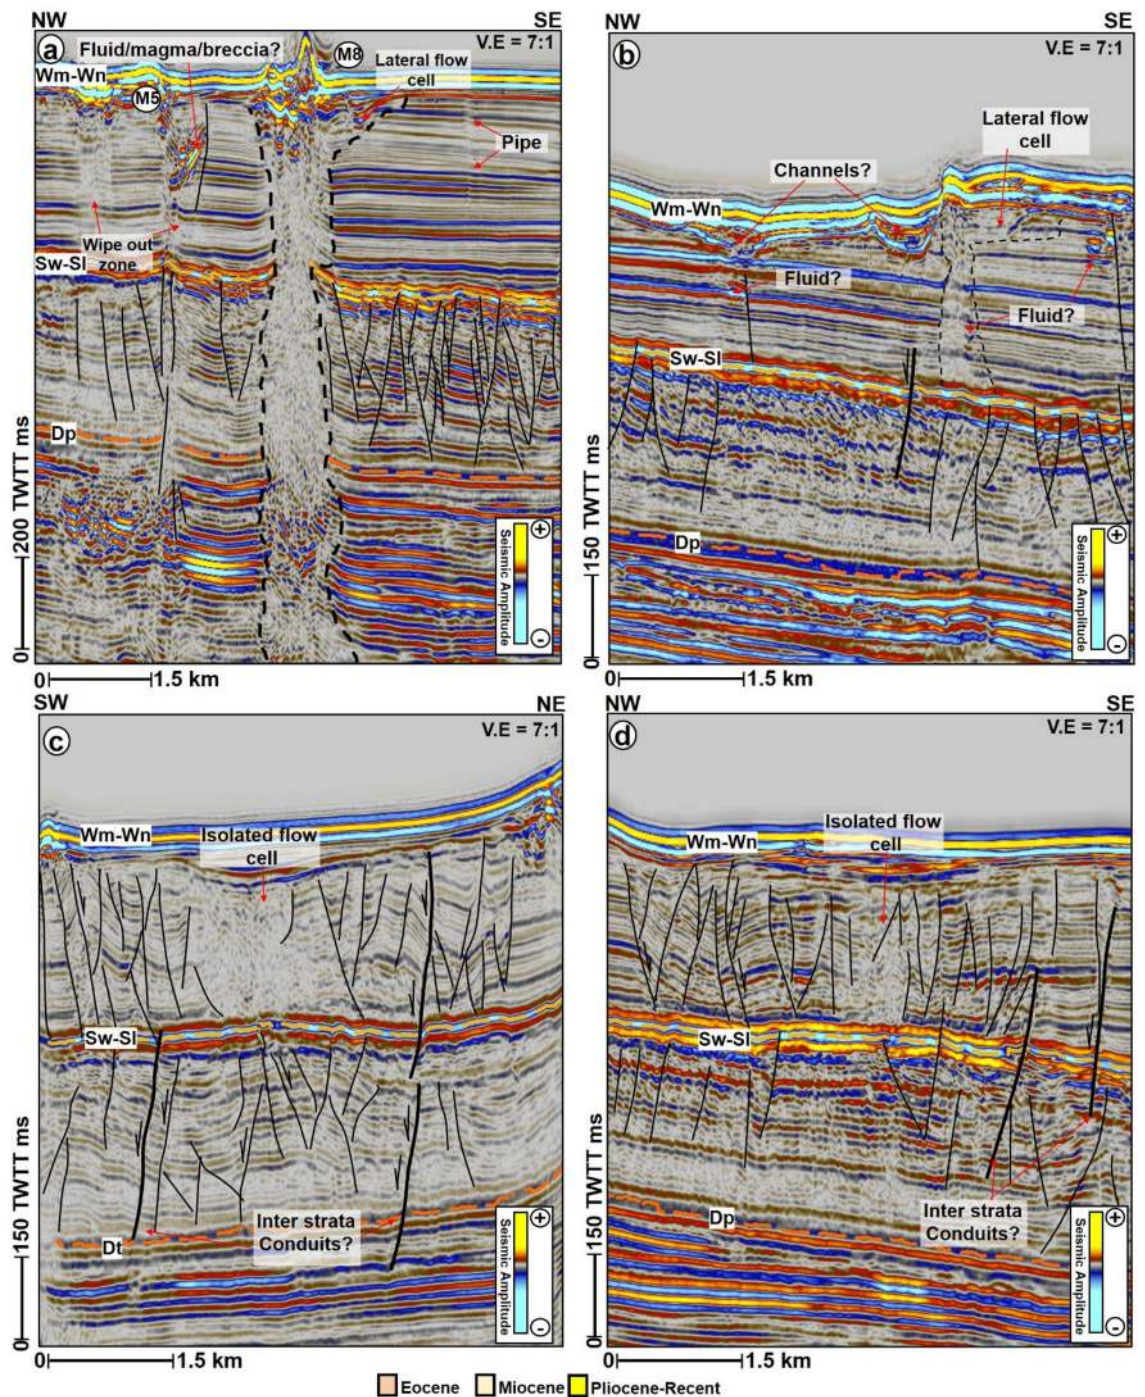 NW
SE
a
V.E = 7:1
Fluid/magma/breccia?
M8
Wm-Wn
Lateral flow
cell
M5
Pipe
Wipe out
zone
Sw-Sl
Dp
200 TWTT ms
0
+
Seismic Amplitude
-
0
1.5 km
NW
SE
b
V.E = 7:1
Lateral flow
cell
Channels?
Wm-Wn
Fluid?
Fluid?
Sw-Sl
Dp
150 TWTT ms
0
+
Seismic Amplitude
-
0
1.5 km
SW
NE
c
V.E = 7:1
Wm-Wn
Isolated flow
cell
Sw-Sl
Inter strata
Conduits?
Dt
150 TWTT ms
0
+
Seismic Amplitude
-
0
1.5 km
NW
SE
d
V.E = 7:1
Isolated flow
cell
Wm-Wn
Sw-Sl
Inter strata
Conduits?
Dp
150 TWTT ms
0
+
Seismic Amplitude
-
0
1.5 km
Eocene Miocene Pliocene-Recent